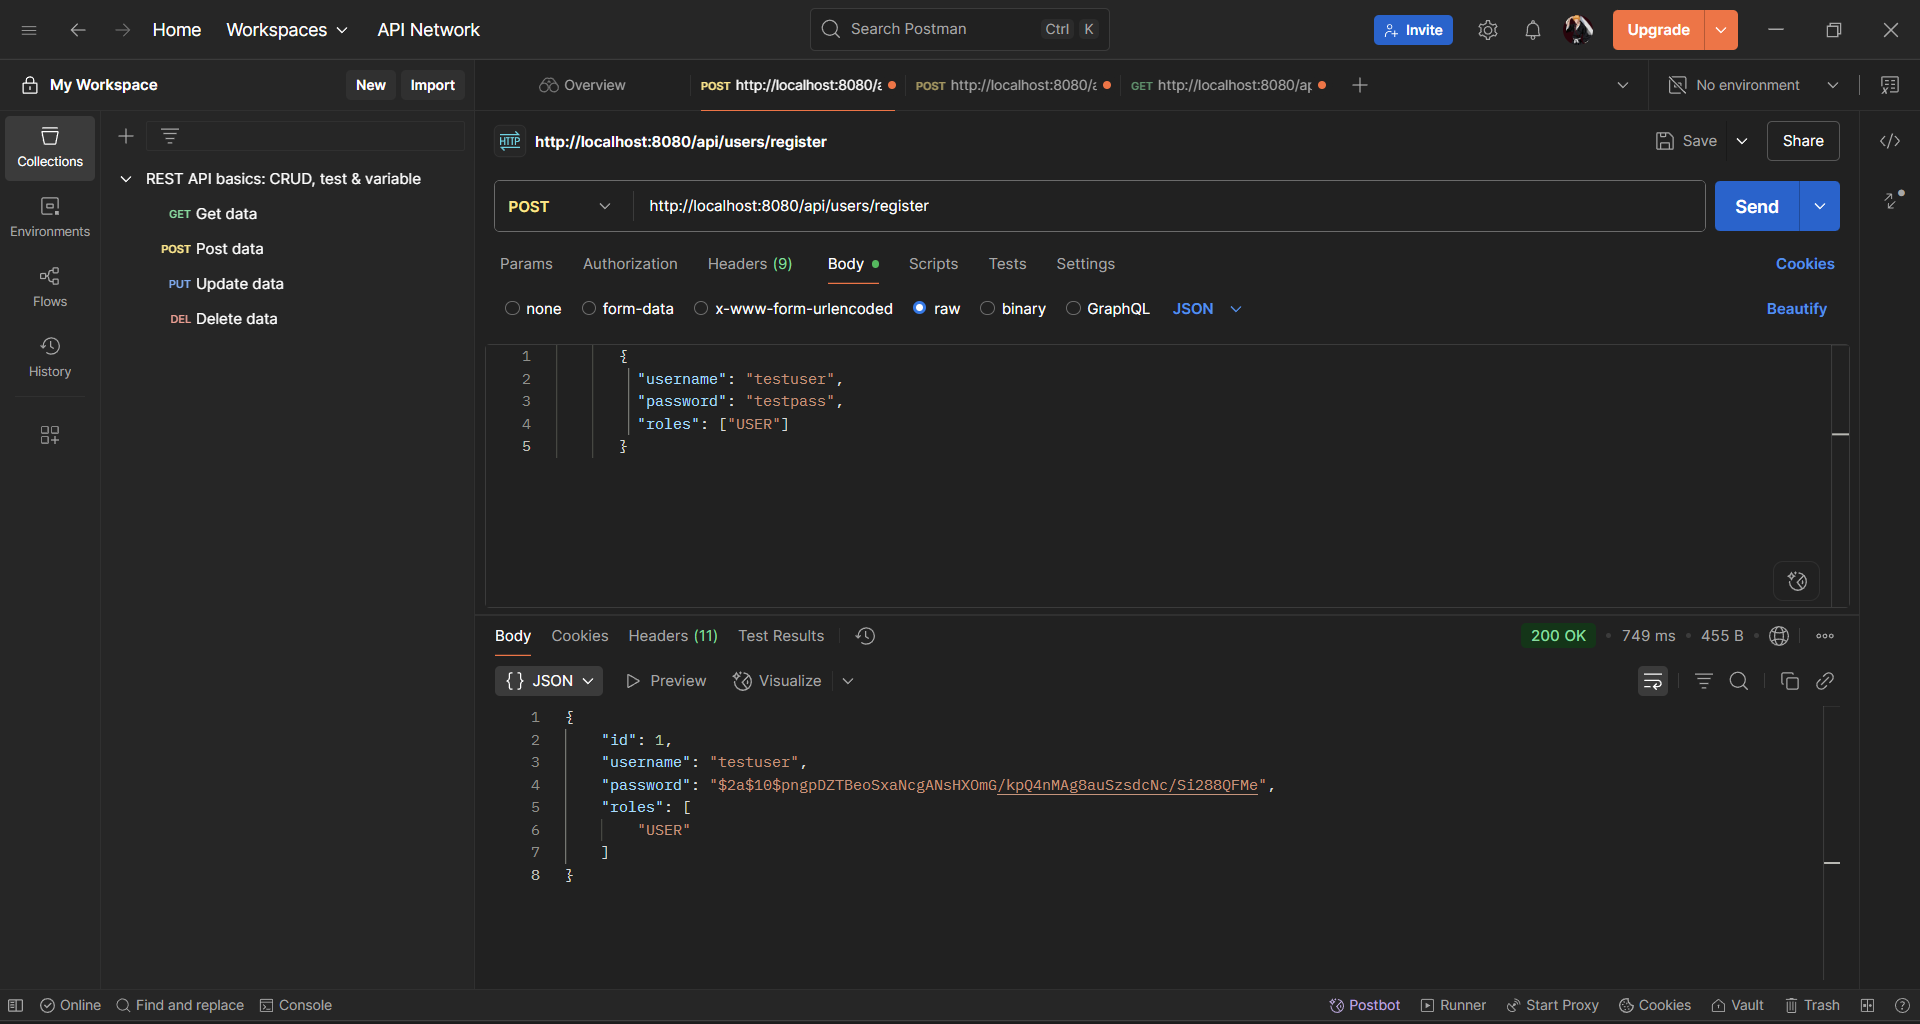 Home Workspaces API Network Search Postman Ctrl K Invite Upgrade
My Workspace New Import Overview POST http://localhost:8080/a POST http://localhost:8080/a GET http://localhost:8080/ap No environment
Collections
Environments
Flows
History
REST API basics: CRUD, test & variable
GET Get data
POST Post data
PUT Update data
DEL Delete data
HTTP http://localhost:8080/api/users/register Save Share
POST http://localhost:8080/api/users/register Send
Params Authorization Headers (9) Body Scripts Tests Settings Cookies
none form-data x-www-form-urlencoded raw binary GraphQL JSON Beautify
1 {
2 "username": "testuser",
3 "password": "testpass",
4 "roles": ["USER"]
5 }
Body Cookies Headers (11) Test Results 200 OK • 749 ms • 455 B •
{} JSON Preview Visualize
1 {
2 "id": 1,
3 "username": "testuser",
4 "password": "$2a$10$pngpDZTBeoSxaNcgANsHXOmG/kpQ4nMAg8auSzsdcNc/Si288QFMe",
5 "roles": [
6 "USER"
7 ]
8 }
Online Find and replace Console Postbot Runner Start Proxy Cookies Vault Trash